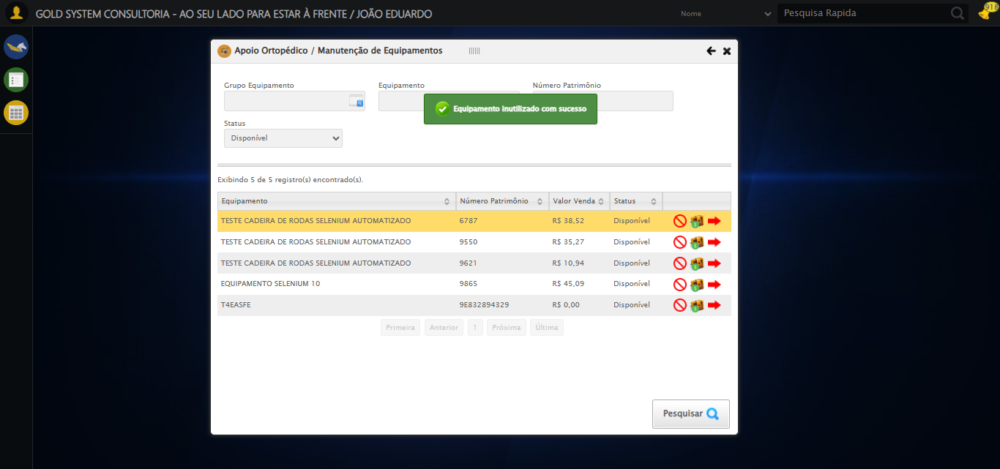 GOLD SYSTEM CONSULTORIA - AO SEU LADO PARA ESTAR À FRENTE / JOÃO EDUARDO
Nome
Pesquisa Rapida
918
Apoio Ortopédico / Manutenção de Equipamentos
Grupo Equipamento
Equipamento
Número Patrimônio
Equipamento inutilizado com sucesso
Status
Disponível
Exibindo 5 de 5 registro(s) encontrado(s).
Equipamento Número Patrimônio Valor Venda Status
TESTE CADEIRA DE RODAS SELENIUM AUTOMATIZADO 6787 R$ 38,52 Disponível
TESTE CADEIRA DE RODAS SELENIUM AUTOMATIZADO 9550 R$ 35,27 Disponível
TESTE CADEIRA DE RODAS SELENIUM AUTOMATIZADO 9621 R$ 10,94 Disponível
EQUIPAMENTO SELENIUM 10 9865 R$ 45,09 Disponível
T4EASFE 9E832894329 R$ 0,00 Disponível
Primeira Anterior 1 Próxima Última
Pesquisar